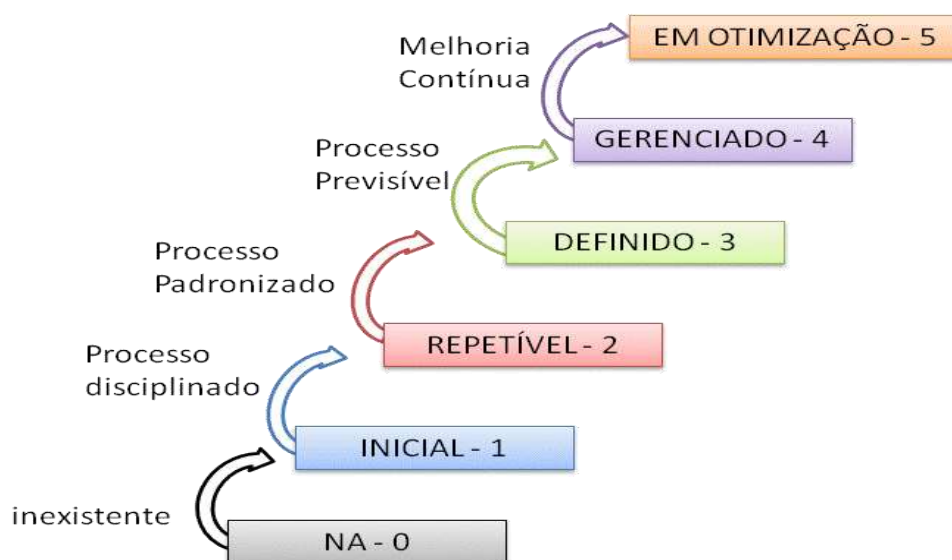 EM OTIMIZAÇÃO - 5
Melhoria
Contínua
GERENCIADO - 4
Processo
Previsível
DEFINIDO - 3
Processo
Padronizado
REPETÍVEL - 2
Processo
disciplinado
INICIAL - 1
inexistente
NA - 0